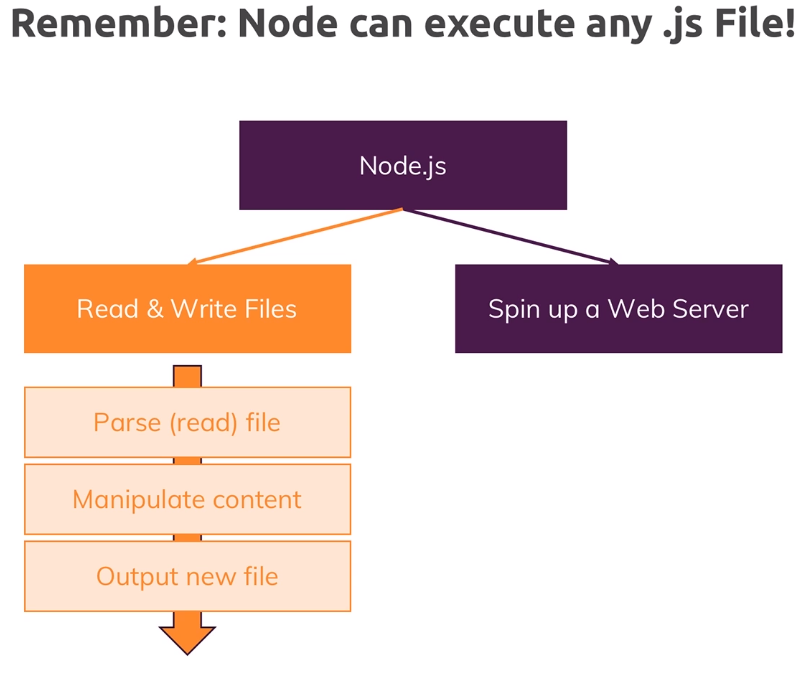 Remember: Node can execute any .js File!
Node.js
Read & Write Files
Spin up a Web Server
Parse (read) file
Manipulate content
Output new file